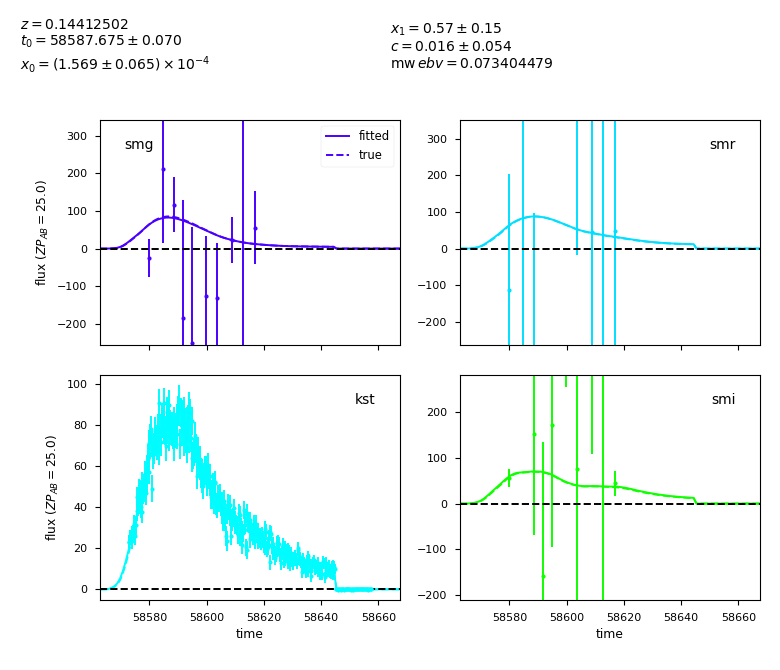 z = 0.14412502
t₀ = 58587.675 ± 0.070
x₀ = (1.569 ± 0.065) × 10⁻⁴
x₁ = 0.57 ± 0.15
c = 0.016 ± 0.054
mw ebv = 0.073404479
smg
fitted
true
300
200
100
0
−100
−200
flux (ZP_AB = 25.0)
smr
300
200
100
0
−100
−200
kst
100
80
60
40
20
0
flux (ZP_AB = 25.0)
58580 58600 58620 58640 58660
time
smi
200
100
0
−100
−200
58580 58600 58620 58640 58660
time